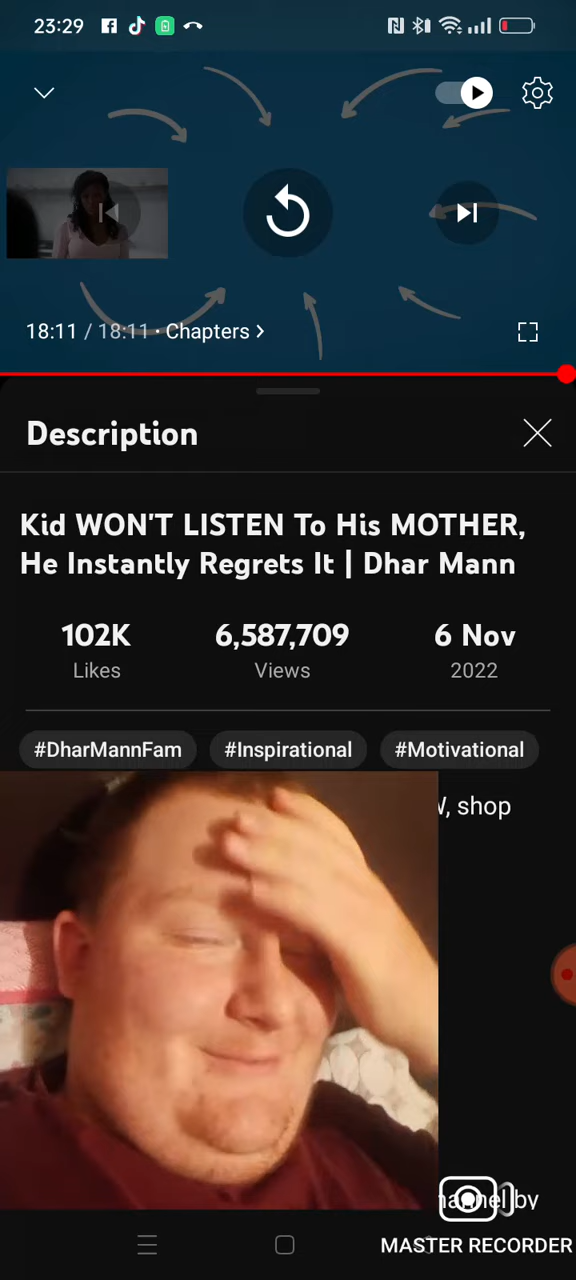 23:29
18:11 / 18:11 · Chapters
Description
Kid WON'T LISTEN To His MOTHER,
He Instantly Regrets It | Dhar Mann
102K 6,587,709 6 Nov
Likes Views 2022
#DharMannFam #Inspirational #Motivational
shop
by
MASTER RECORDER